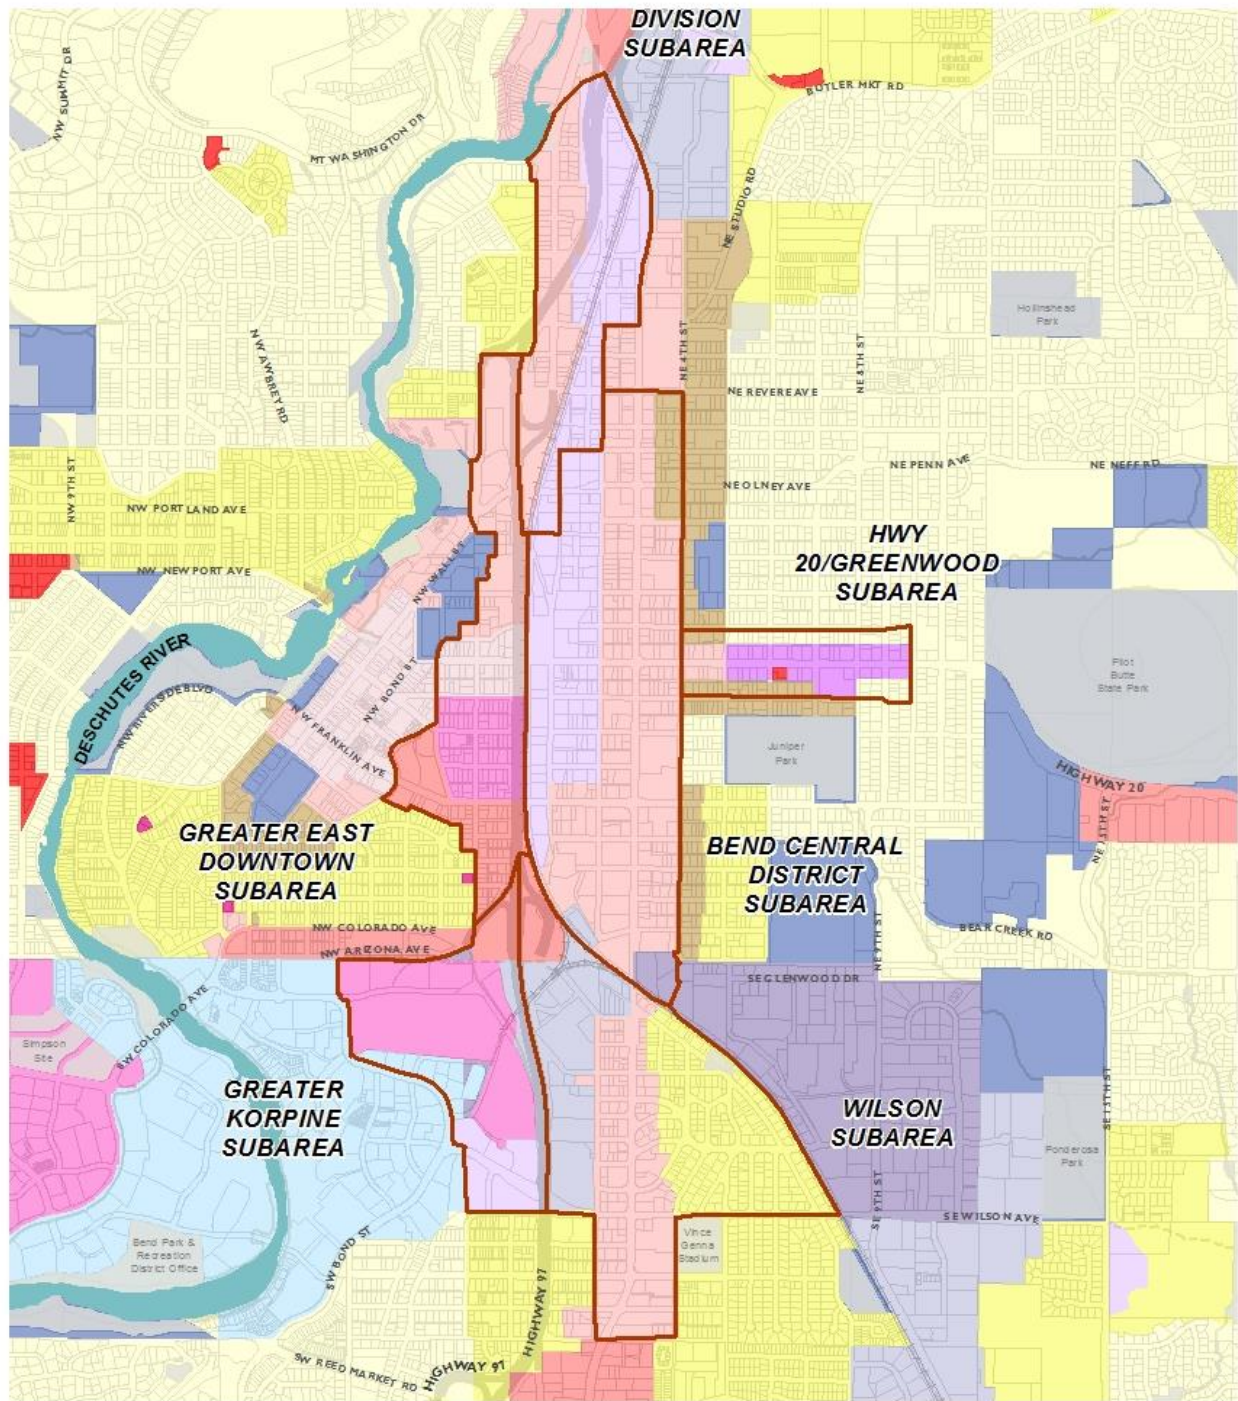 DIVISION
SUBAREA
NW SUMMIT DR
BUTLER MKT RD
MT WASHINGTON DR
NE STUDIO RD
Hollinshead
Park
NE 4TH ST
NE 8TH ST
NW AWBREY RD
NE REVERE AVE
NE PENN AVE
NE NEFF RD
NW 9TH ST
NE OLNEY AVE
NW PORTLAND AVE
HWY
20/GREENWOOD
SUBAREA
NW NEWPORT AVE
NW WALL ST
DESCHUTES RIVER
NW BOND ST
Pilot
Butte
State Park
NW RIVERSIDE BLVD
NW FRANKLIN AVE
Juniper
Park
HIGHWAY 20
NE 15TH ST
GREATER EAST
DOWNTOWN
SUBAREA
BEND CENTRAL
DISTRICT
SUBAREA
NW COLORADO AVE
NE 9TH ST
BEAR CREEK RD
NW ARIZONA AVE
SE GLENWOOD DR
SW COLORADO AVE
Simpson
Site
GREATER
KORPINE
SUBAREA
WILSON
SUBAREA
SE 15TH ST
Ponderosa
Park
SE 9TH ST
SE WILSON AVE
Bend Park &
Recreation
District Office
SW BOND ST
Vince
Genna
Stadium
HIGHWAY 97
SW REED MARKET RD
HIGHWAY 97